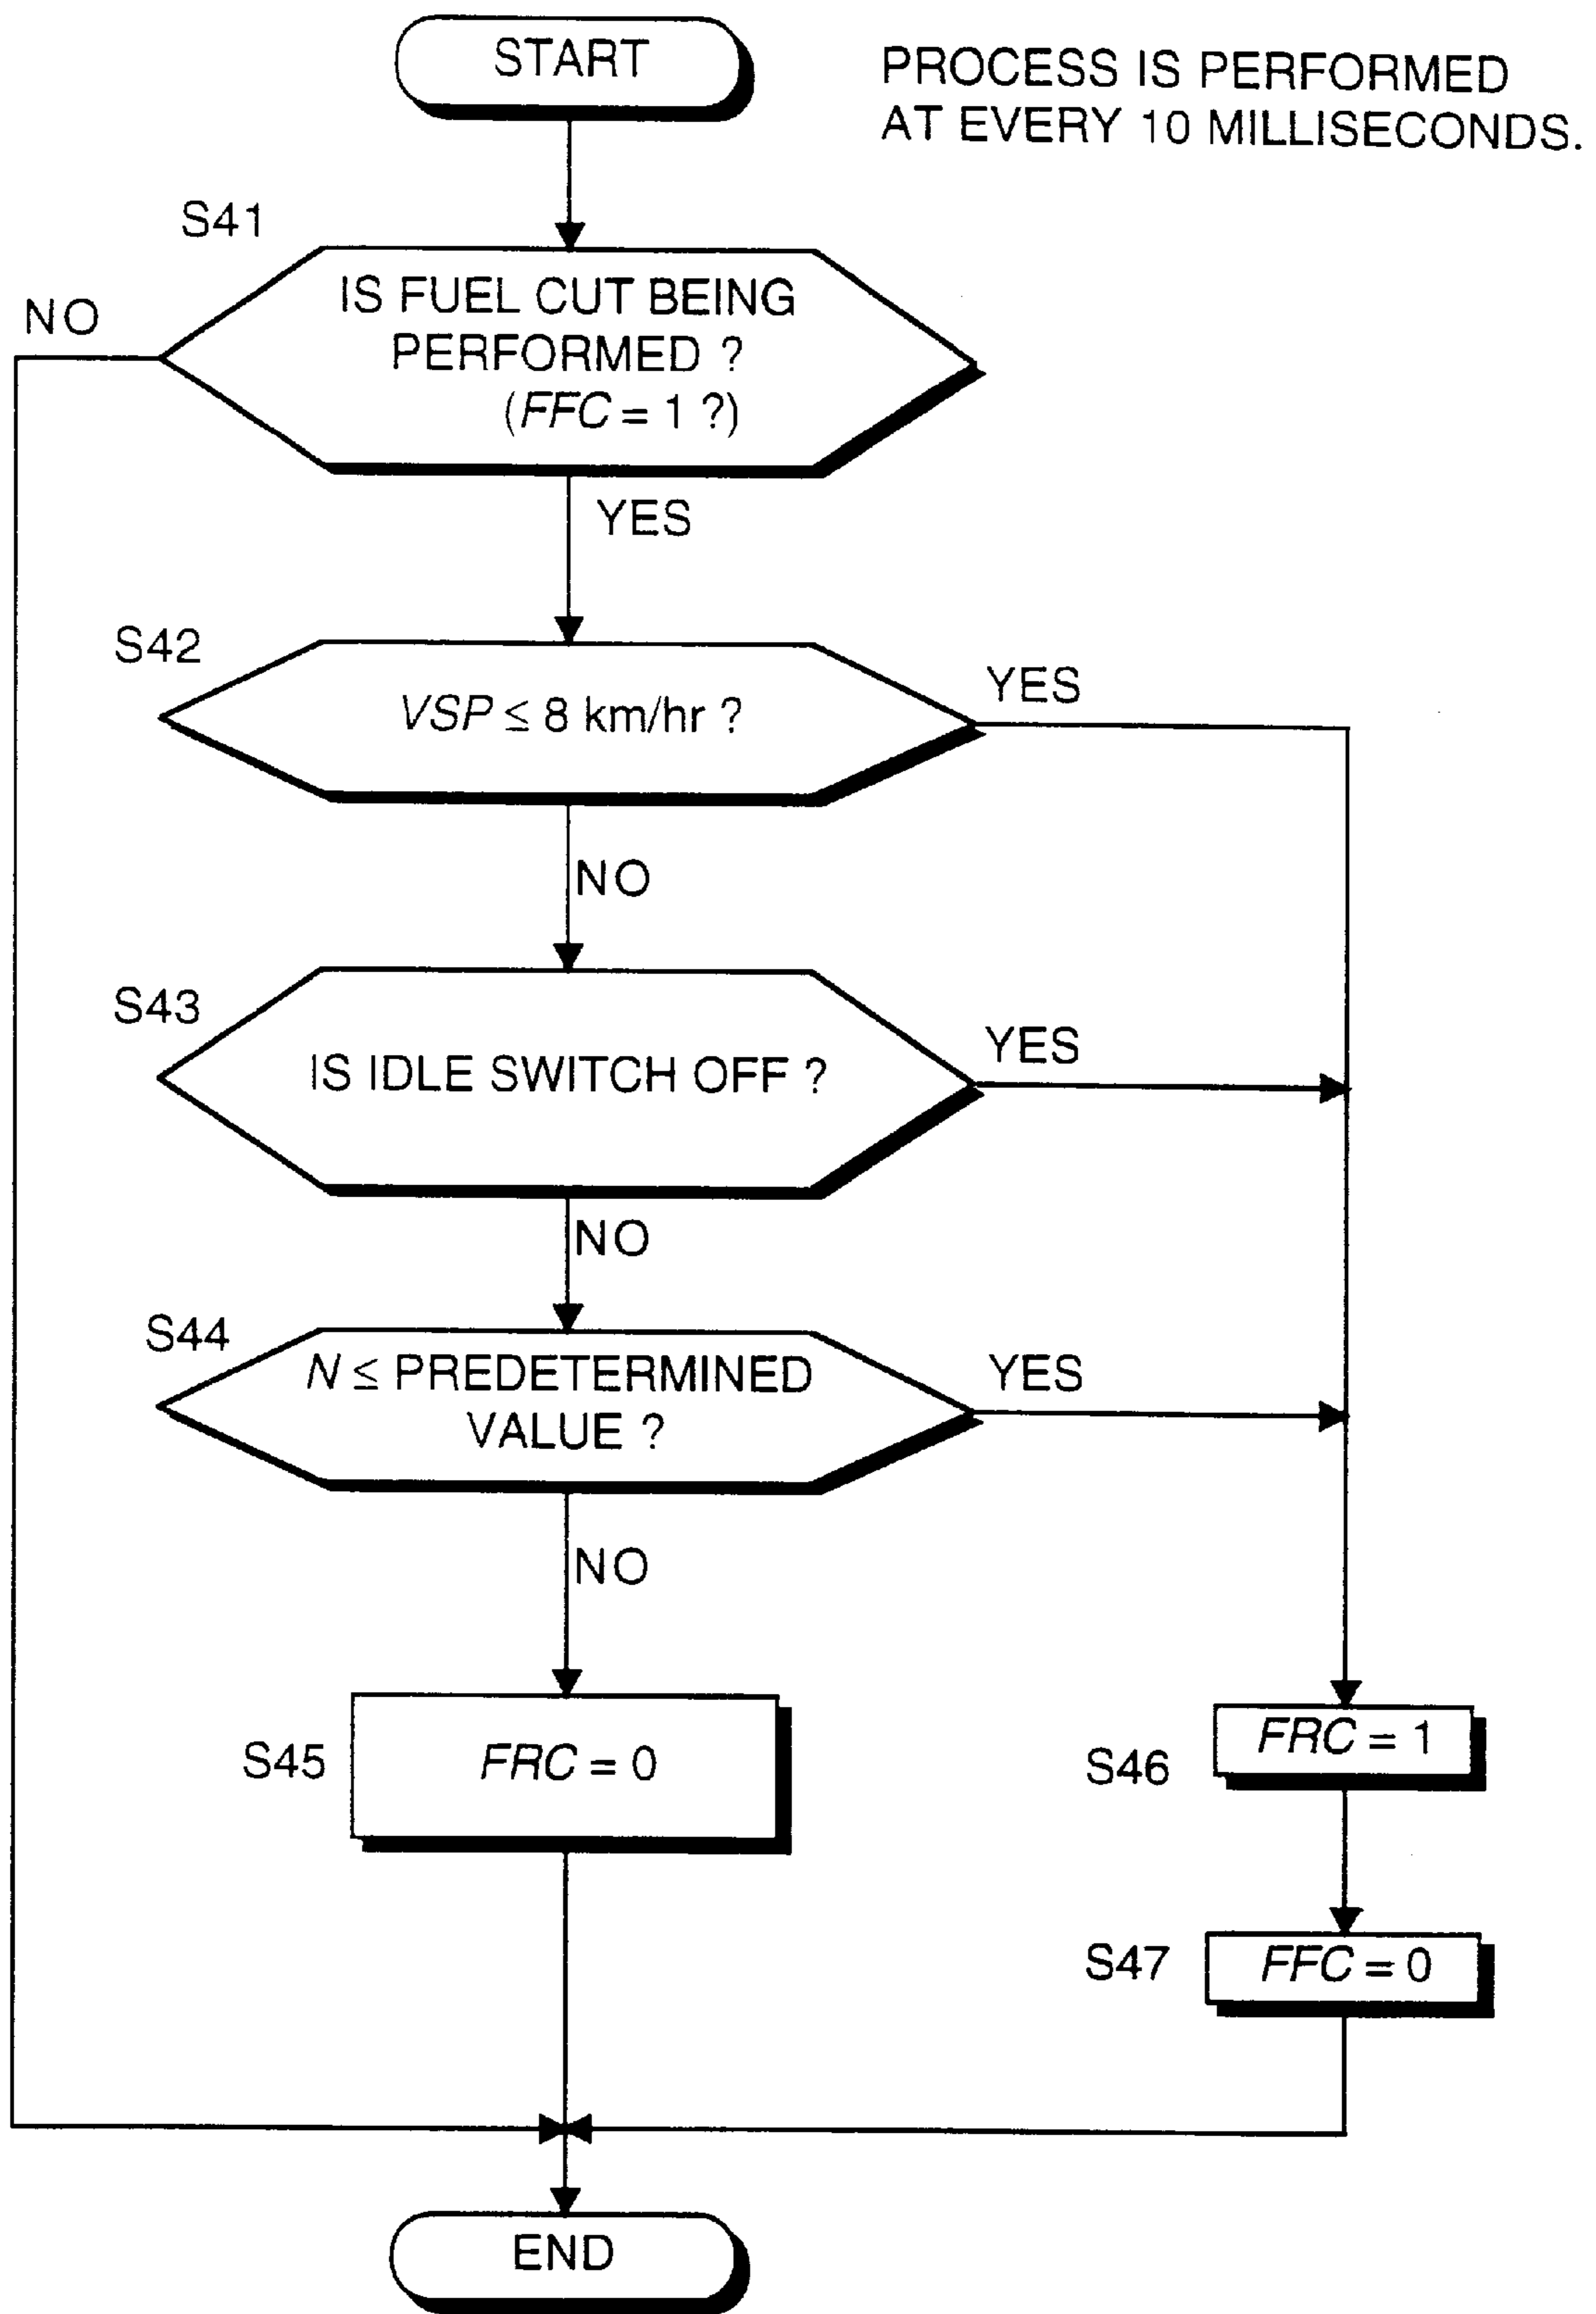 START
PROCESS IS PERFORMED
AT EVERY 10 MILLISECONDS.
S41
IS FUEL CUT BEING
PERFORMED ?
(FFC = 1 ?)
NO
YES
S42
VSP ≤ 8 km/hr ?
YES
NO
S43
IS IDLE SWITCH OFF ?
YES
NO
S44
N ≤ PREDETERMINED
VALUE ?
YES
NO
S45
FRC = 0
S46
FRC = 1
S47
FFC = 0
END